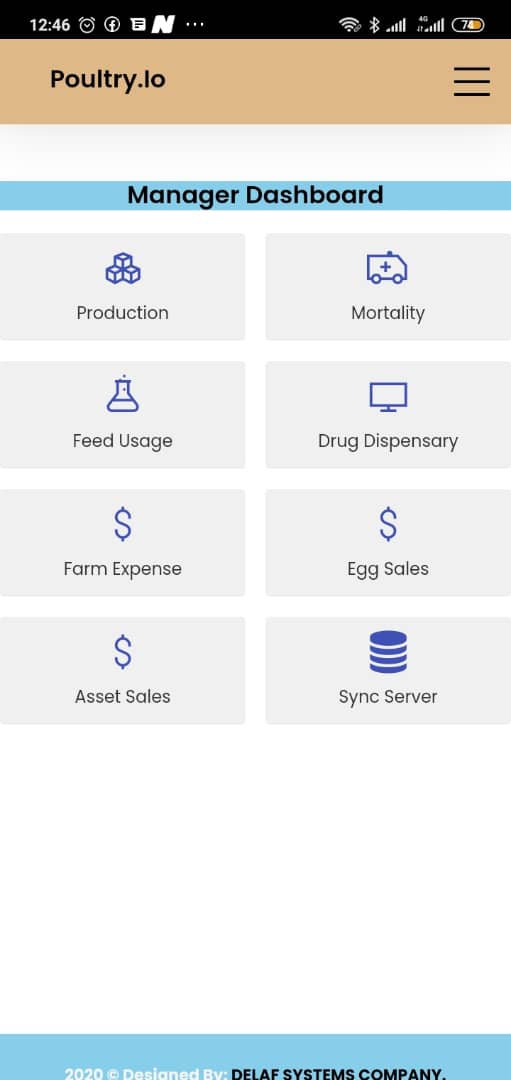 12:46
4G
74
Poultry.Io
Manager Dashboard
Production
Mortality
Feed Usage
Drug Dispensary
Farm Expense
Egg Sales
Asset Sales
Sync Server
2020 © Designed By: DELAF SYSTEMS COMPANY.